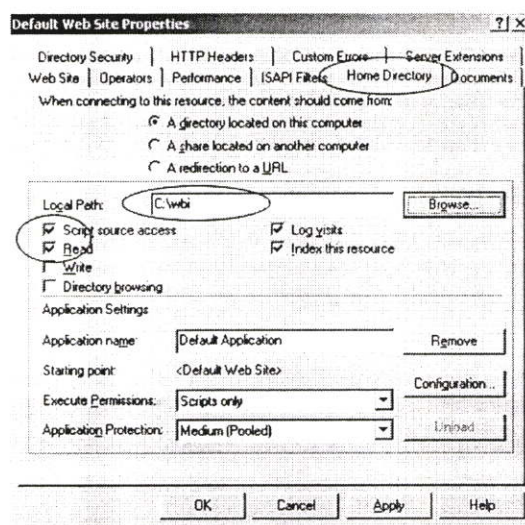 Default Web Site Properties ? X
Directory Security HTTP Headers Custom Errors Server Extensions
Web Site Operators Performance ISAPI Filters Home Directory Documents
When connecting to this resource, the content should come from:
A directory located on this computer
A share located on another computer
A redirection to a URL
Local Path: C:\wbi Browse...
Script source access Log visits
Read Index this resource
Write
Directory browsing
Application Settings
Application name: Default Application Remove
Starting point: <Default Web Site>
Configuration...
Execute Permissions: Scripts only
Application Protection: Medium (Pooled) Unload
OK Cancel Apply Help